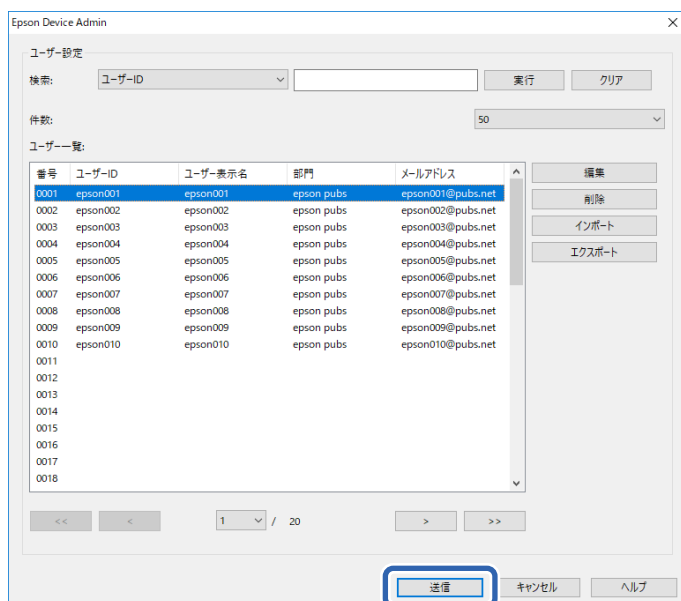 Epson Device Admin
ユーザー設定
検索: ユーザーID 実行 クリア
件数: 50
ユーザー一覧:
番号 ユーザーID ユーザー表示名 部門 メールアドレス 編集
0001 epson001 epson001 epson pubs epson001@pubs.net 削除
0002 epson002 epson002 epson pubs epson002@pubs.net
0003 epson003 epson003 epson pubs epson003@pubs.net インポート
0004 epson004 epson004 epson pubs epson004@pubs.net エクスポート
0005 epson005 epson005 epson pubs epson005@pubs.net
0006 epson006 epson006 epson pubs epson006@pubs.net
0007 epson007 epson007 epson pubs epson007@pubs.net
0008 epson008 epson008 epson pubs epson008@pubs.net
0009 epson009 epson009 epson pubs epson009@pubs.net
0010 epson010 epson010 epson pubs epson010@pubs.net
0011
0012
0013
0014
0015
0016
0017
0018
<< < 1 / 20 > >>
送信 キャンセル ヘルプ